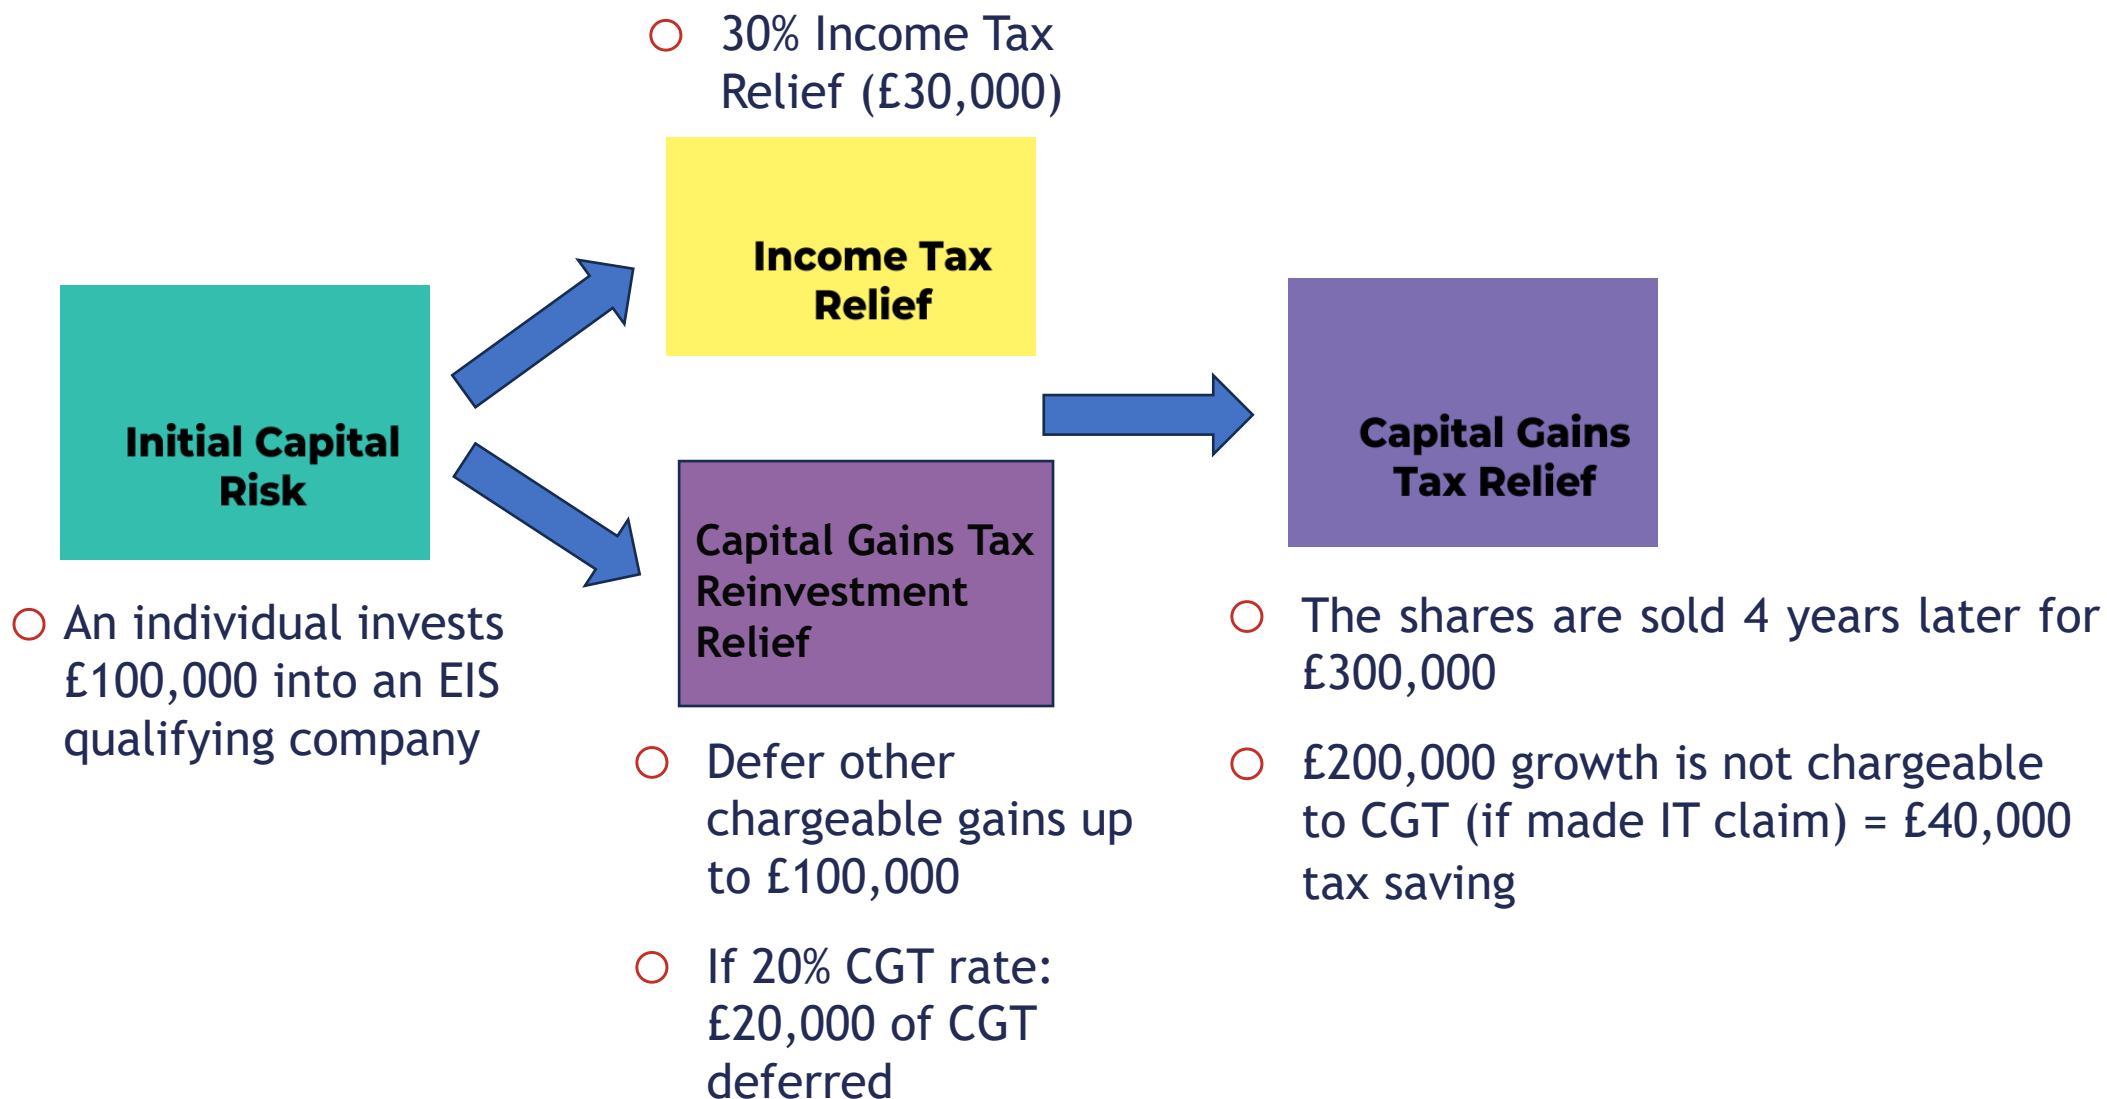 30% Income Tax
Relief (£30,000)
Income Tax
Relief
Initial Capital
Risk
An individual invests
£100,000 into an EIS
qualifying company
Capital Gains Tax
Reinvestment
Relief
Defer other
chargeable gains up
to £100,000
If 20% CGT rate:
£20,000 of CGT
deferred
Capital Gains
Tax Relief
The shares are sold 4 years later for
£300,000
£200,000 growth is not chargeable
to CGT (if made IT claim) = £40,000
tax saving